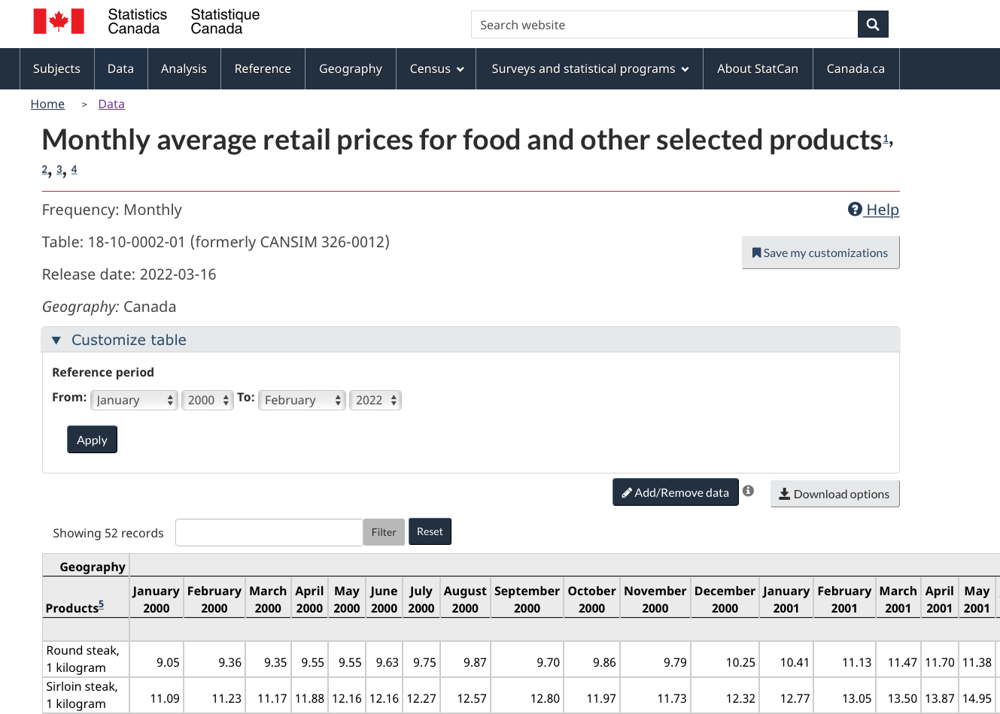 Statistics Canada
Statistique Canada
Search website
Subjects Data Analysis Reference Geography Census Surveys and statistical programs About StatCan Canada.ca
Home > Data
Monthly average retail prices for food and other selected products1,
2, 3, 4
Frequency: Monthly
Help
Table: 18-10-0002-01 (formerly CANSIM 326-0012)
Save my customizations
Release date: 2022-03-16
Geography: Canada
Customize table
Reference period
From: January 2000 To: February 2022
Apply
Add/Remove data
Download options
Showing 52 records Filter Reset
Geography
Products5 January 2000 February 2000 March 2000 April 2000 May 2000 June 2000 July 2000 August 2000 September 2000 October 2000 November 2000 December 2000 January 2001 February 2001 March 2001 April 2001 May 2001
Round steak, 1 kilogram 9.05 9.36 9.35 9.55 9.55 9.63 9.75 9.87 9.70 9.86 9.79 10.25 10.41 11.13 11.47 11.70 11.38
Sirloin steak, 1 kilogram 11.09 11.23 11.17 11.88 12.16 12.16 12.27 12.57 12.80 11.97 11.73 12.32 12.77 13.05 13.50 13.87 14.95